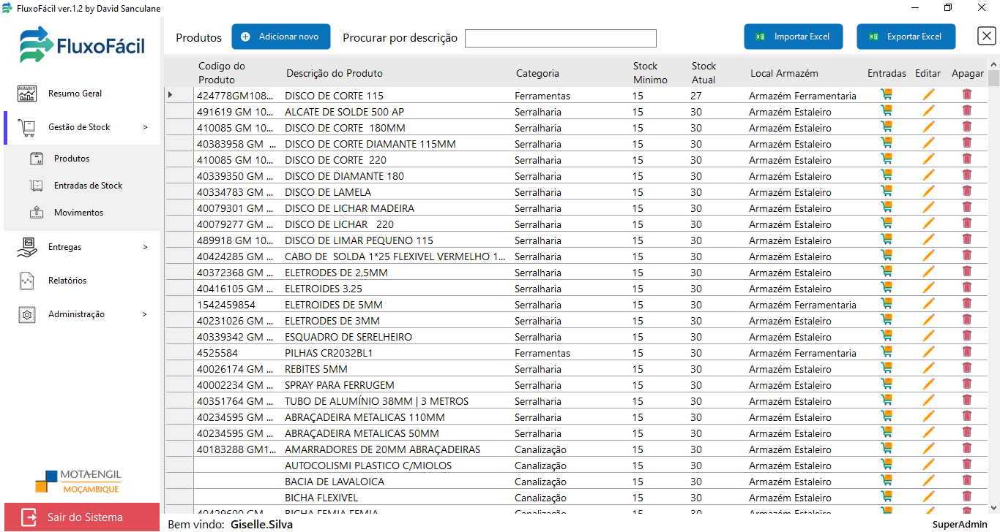 FluxoFácil ver.1.2 by David Sanculane
FluxoFácil
Resumo Geral
Gestão de Stock >
Produtos
Entradas de Stock
Movimentos
Entregas >
Relatórios
Administração >
MOTA-ENGIL
MOÇAMBIQUE
Sair do Sistema
Produtos Adicionar novo Procurar por descrição Importar Excel Exportar Excel
Codigo do Produto Descrição do Produto Categoria Stock Minimo Stock Atual Local Armazém Entradas Editar Apagar
424778GM108... DISCO DE CORTE 115 Ferramentas 15 27 Armazém Ferramentaria
491619 GM 10... ALCATE DE SOLDE 500 AP Serralharia 15 30 Armazém Estaleiro
410085 GM 10... DISCO DE CORTE 180MM Serralharia 15 30 Armazém Estaleiro
40383958 GM ... DISCO DE CORTE DIAMANTE 115MM Serralharia 15 30 Armazém Estaleiro
410085 GM 10... DISCO DE CORTE 220 Serralharia 15 30 Armazém Estaleiro
40339350 GM ... DISCO DE DIAMANTE 180 Serralharia 15 30 Armazém Estaleiro
40334783 GM ... DISCO DE LAMELA Serralharia 15 30 Armazém Estaleiro
40079301 GM ... DISCO DE LICHAR MADEIRA Serralharia 15 30 Armazém Estaleiro
40079277 GM ... DISCO DE LICHAR 220 Serralharia 15 30 Armazém Estaleiro
489918 GM 10... DISCO DE LIMAR PEQUENO 115 Serralharia 15 30 Armazém Estaleiro
40424285 GM ... CABO DE SOLDA 1*25 FLEXIVEL VERMELHO 1... Serralharia 15 30 Armazém Estaleiro
40372368 GM ... ELETRODES DE 2,5MM Serralharia 15 30 Armazém Estaleiro
40416105 GM ... ELETROIDES 3.25 Serralharia 15 30 Armazém Estaleiro
1542459854 ELETROIDES DE 5MM Serralharia 15 30 Armazém Ferramentaria
40231026 GM ... ELETRODES DE 3MM Serralharia 15 30 Armazém Estaleiro
40339342 GM ... ESQUADRO DE SERELHEIRO Serralharia 15 30 Armazém Estaleiro
4525584 PILHAS CR2032BL1 Ferramentas 15 30 Armazém Ferramentaria
40026174 GM ... REBITES 5MM Serralharia 15 30 Armazém Estaleiro
40002234 GM ... SPRAY PARA FERRUGEM Serralharia 15 30 Armazém Estaleiro
40351764 GM ... TUBO DE ALUMÍNIO 38MM | 3 METROS Serralharia 15 30 Armazém Estaleiro
40234595 GM ... ABRAÇADEIRA METALICAS 110MM Serralharia 15 30 Armazém Estaleiro
40234595 GM ... ABRAÇADEIRA METALICAS 50MM Serralharia 15 30 Armazém Estaleiro
40183288 GM1... AMARRADORES DE 20MM ABRAÇADEIRAS Canalização 15 30 Armazém Estaleiro
AUTOCOLISMI PLASTICO C/MIOLOS Canalização 15 30 Armazém Estaleiro
BACIA DE LAVALOICA Canalização 15 30 Armazém Estaleiro
BICHA FLEXIVEL Canalização 15 30 Armazém Estaleiro
40429600 GM ... BICHA FEMIA FEMIA Canalização 15 30 Armazém Estaleiro
Bem vindo: Giselle.Silva SuperAdmin